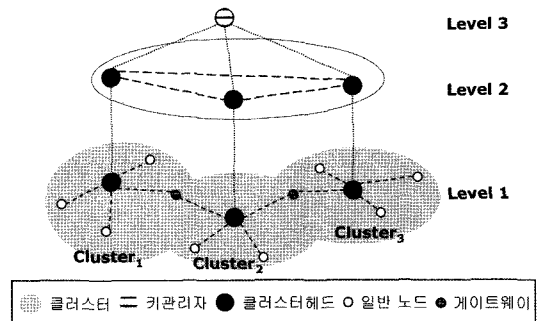 Level 3
Level 2
Level 1
Cluster1
Cluster2
Cluster3
클러스터 키관리자 클러스터헤드 일반 노드 게이트웨이